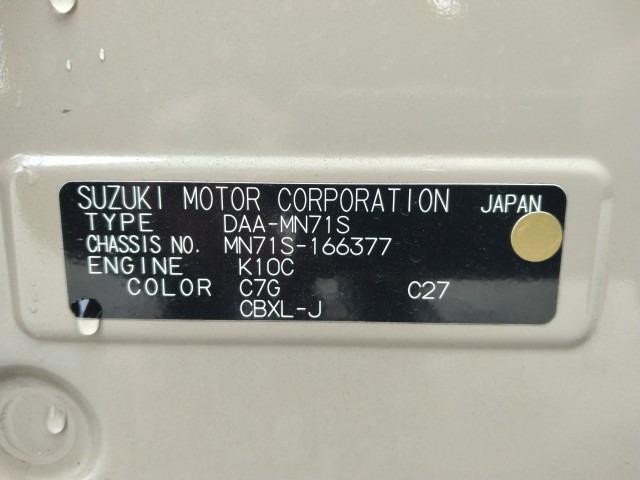 SUZUKI MOTOR CORPORATION JAPAN
TYPE DAA-MN71S
CHASSIS NO. MN71S-166377
ENGINE K10C
COLOR C7G C27
CBXL-J